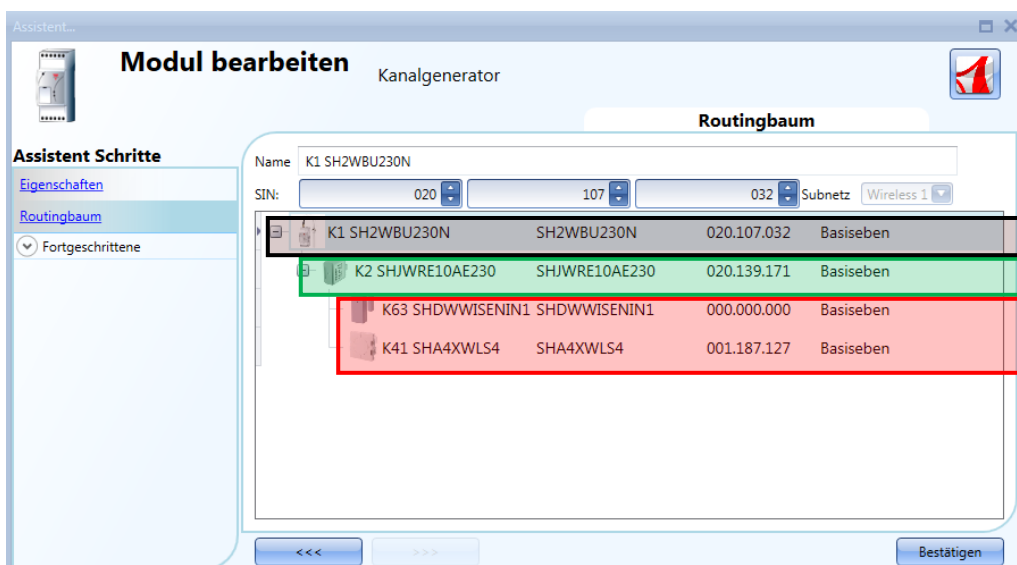 Assistent...
Modul bearbeiten
Kanalgenerator
Routingbaum
Assistent Schritte
Eigenschaften
Routingbaum
Fortgeschrittene
Name K1 SH2WBU230N
SIN: 020 107 032 Subnetz Wireless 1
K1 SH2WBU230N SH2WBU230N 020.107.032 Basiseben
K2 SHJWRE10AE230 SHJWRE10AE230 020.139.171 Basiseben
K63 SHDWWISENIN1 SHDWWISENIN1 000.000.000 Basiseben
K41 SHA4XWLS4 SHA4XWLS4 001.187.127 Basiseben
<<< >>> Bestätigen